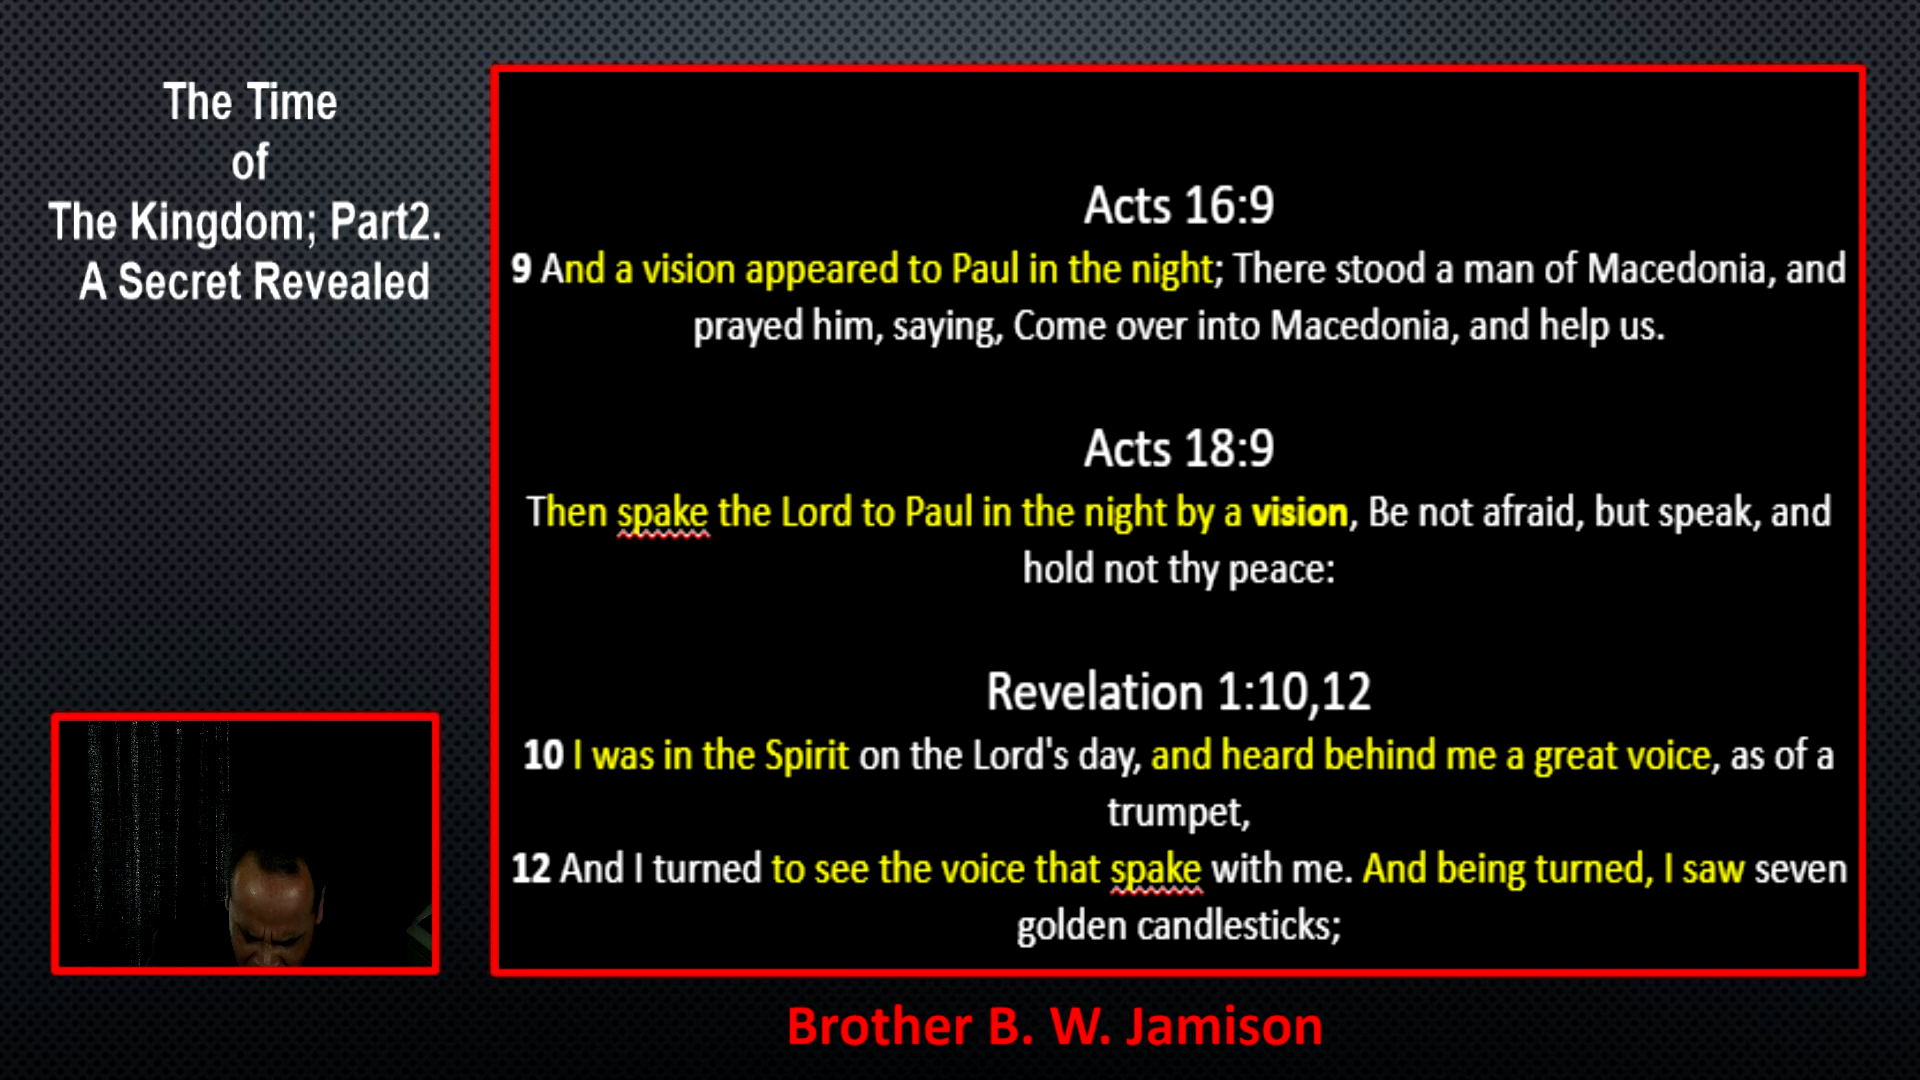 The Time
of
The Kingdom; Part2.
A Secret Revealed
Acts 16:9
9 And a vision appeared to Paul in the night; There stood a man of Macedonia, and
prayed him, saying, Come over into Macedonia, and help us.
Acts 18:9
Then spake the Lord to Paul in the night by a vision, Be not afraid, but speak, and
hold not thy peace:
Revelation 1:10,12
10 I was in the Spirit on the Lord's day, and heard behind me a great voice, as of a
trumpet,
12 And I turned to see the voice that spake with me. And being turned, I saw seven
golden candlesticks;
Brother B. W. Jamison